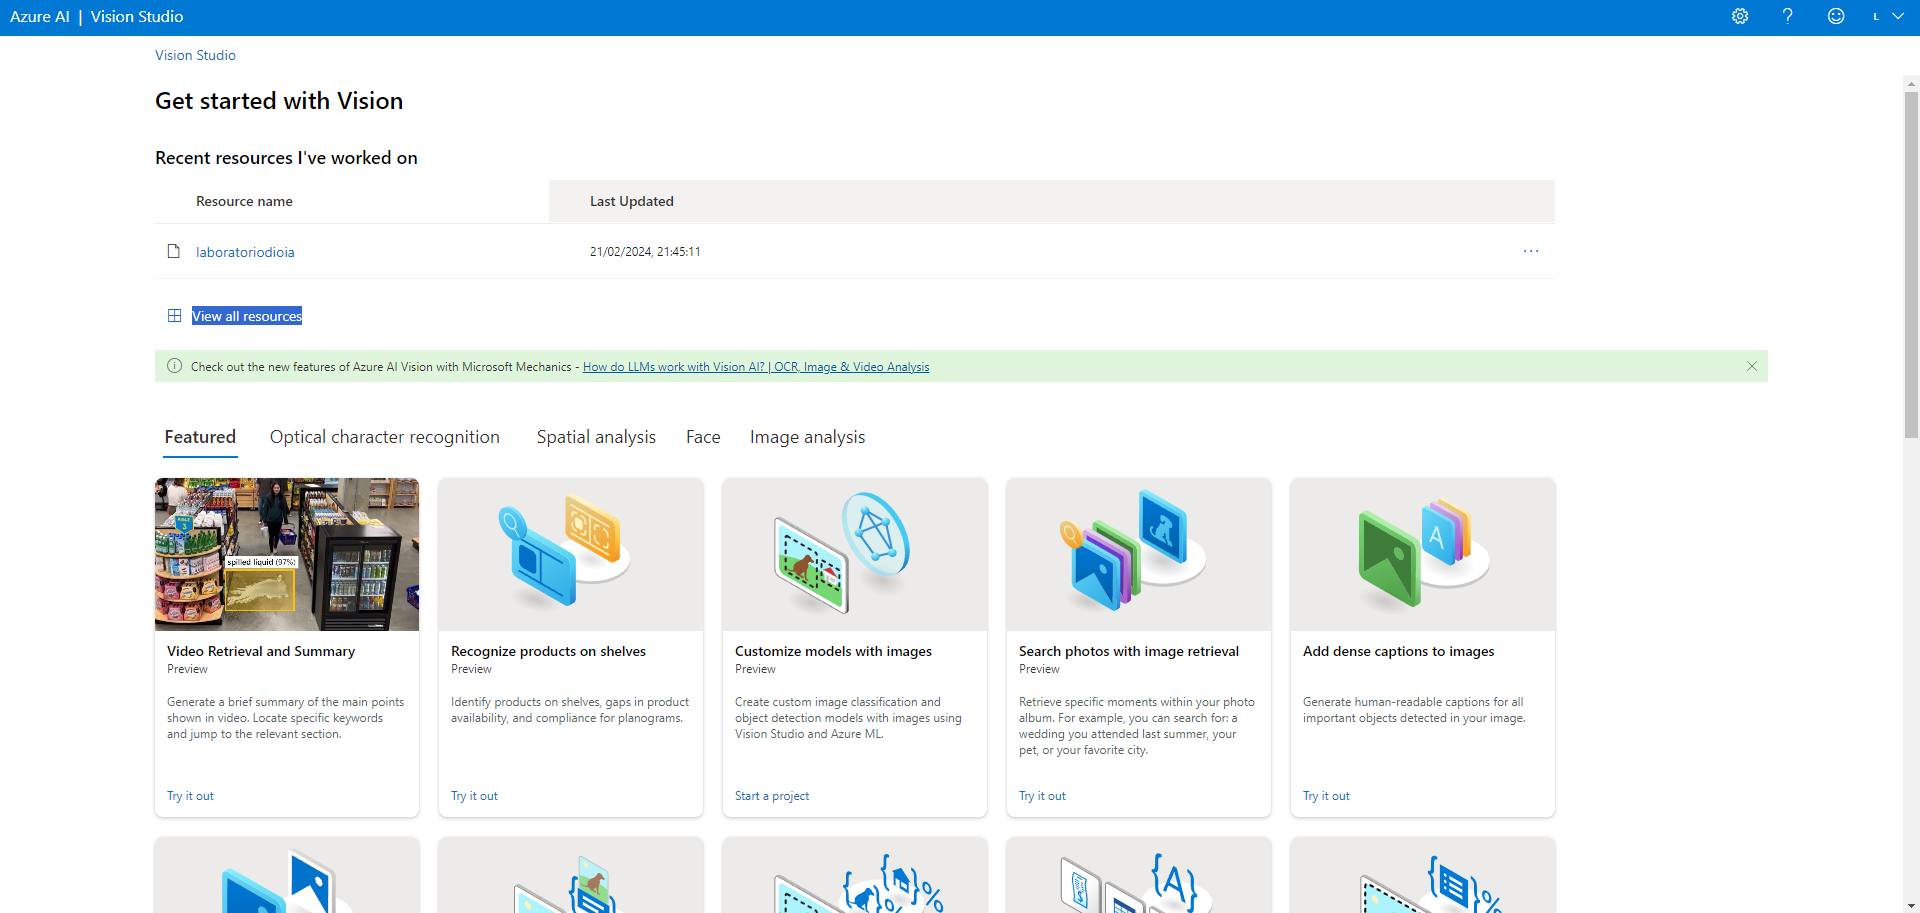 Azure AI | Vision Studio
L
Vision Studio
Get started with Vision
Recent resources I've worked on
Resource name
Last Updated
laboratoriodioia
21/02/2024, 21:45:11
View all resources
Check out the new features of Azure AI Vision with Microsoft Mechanics - How do LLMs work with Vision AI? | OCR, Image & Video Analysis
Featured
Optical character recognition
Spatial analysis
Face
Image analysis
AISLE
3
spilled liquid (97%)
Video Retrieval and Summary
Preview
Generate a brief summary of the main points
shown in video. Locate specific keywords
and jump to the relevant section.
Try it out
Recognize products on shelves
Preview
Identify products on shelves, gaps in product
availability, and compliance for planograms.
Try it out
Customize models with images
Preview
Create custom image classification and
object detection models with images using
Vision Studio and Azure ML.
Start a project
Search photos with image retrieval
Preview
Retrieve specific moments within your photo
album. For example, you can search for: a
wedding you attended last summer, your
pet, or your favorite city.
Try it out
A
Add dense captions to images
Generate human-readable captions for all
important objects detected in your image.
Try it out
{ } %
%
{A}
$
{ } %